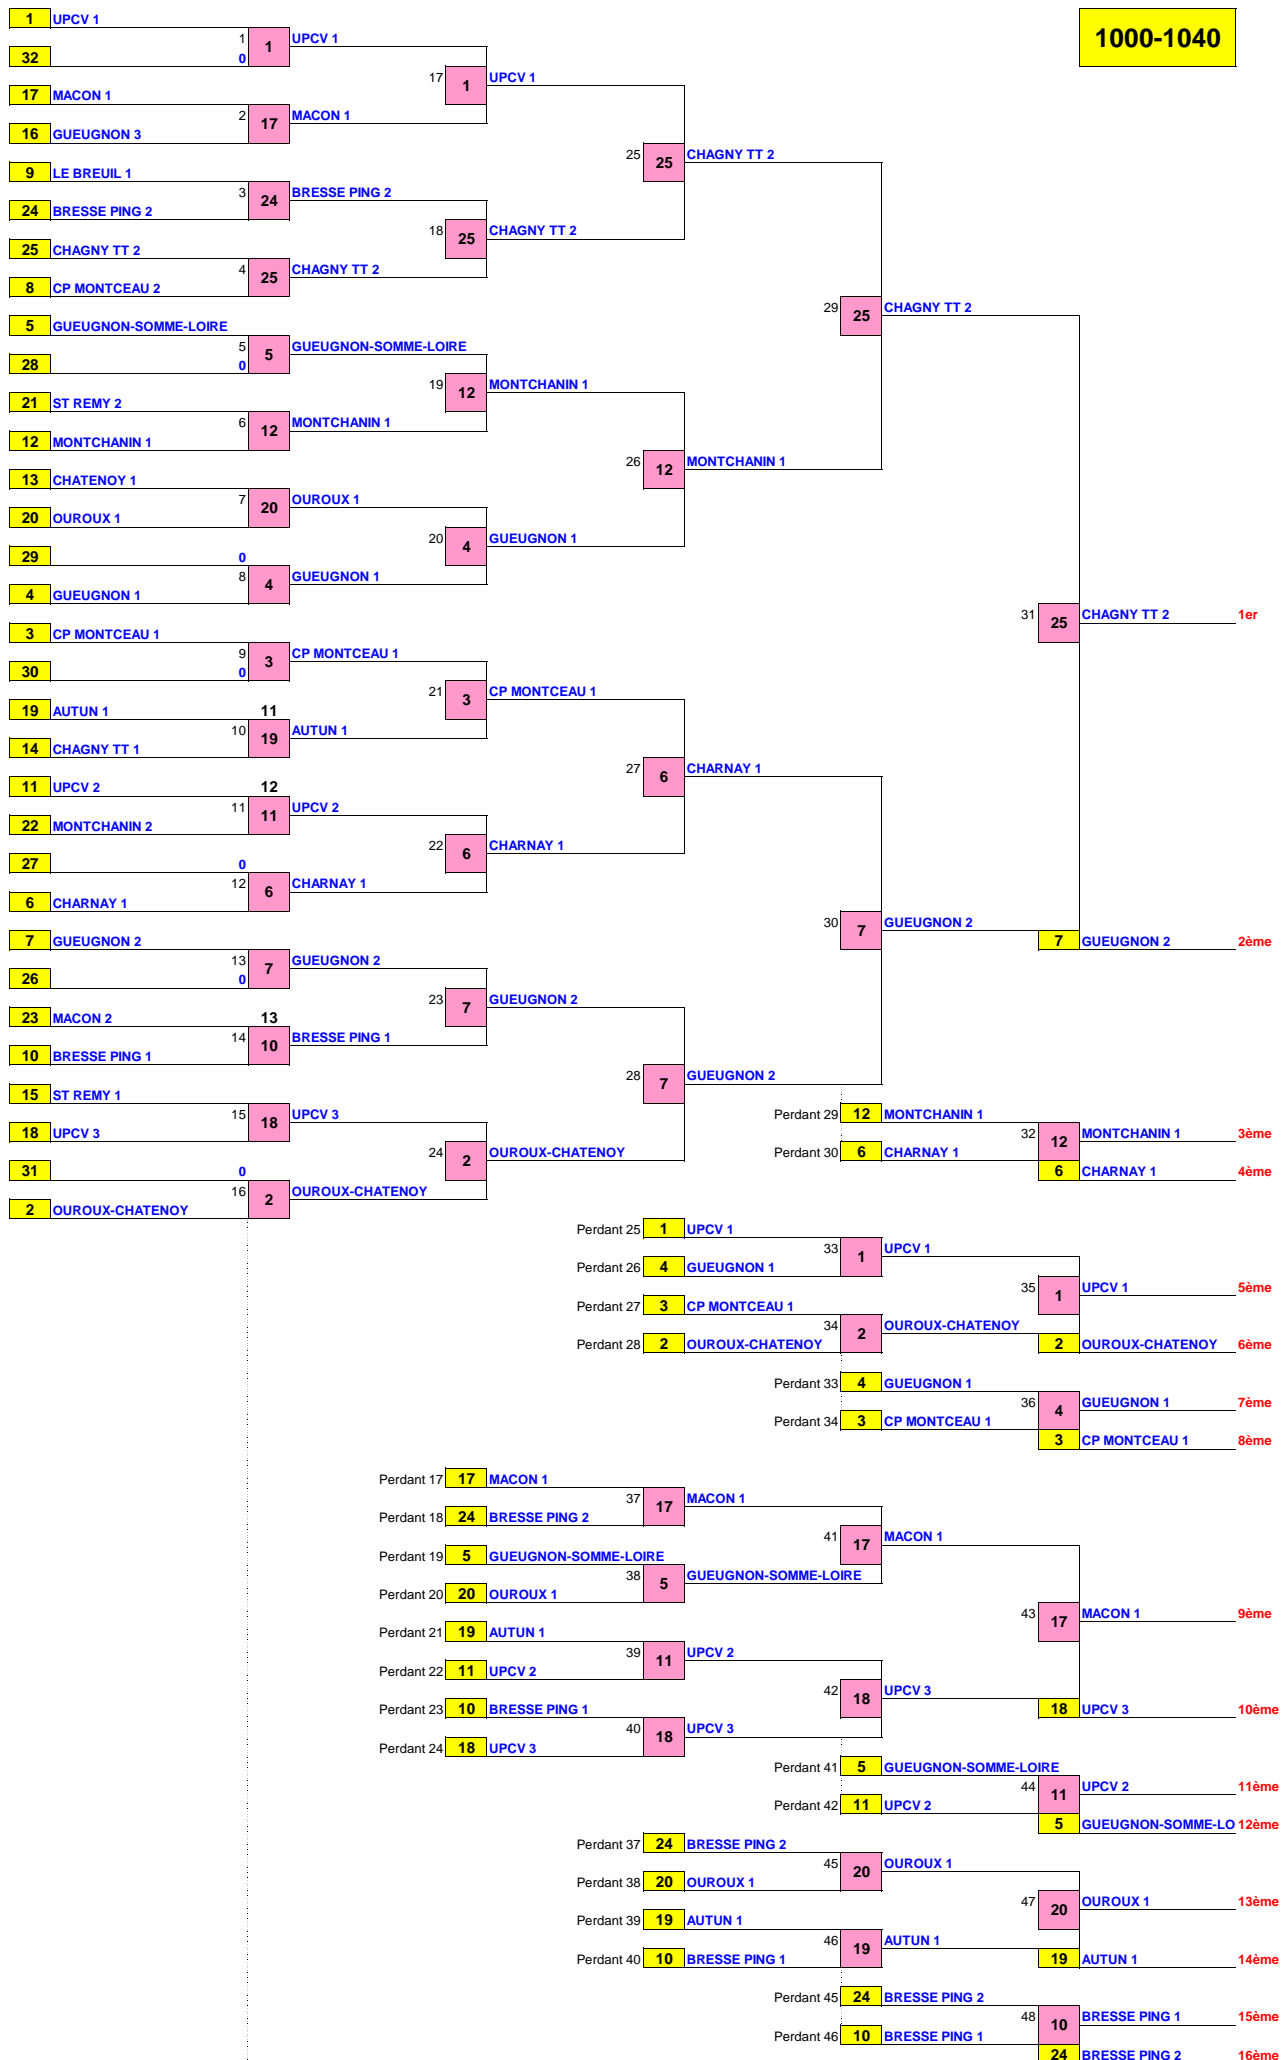 1 UPCV 1
1000-1040
1 1 UPCV 1
32 0
17 1 UPCV 1
17 MACON 1
2 17 MACON 1
16 GUEUGNON 3
25 25 CHAGNY TT 2
9 LE BREUIL 1
3 24 BRESSE PING 2
24 BRESSE PING 2
18 25 CHAGNY TT 2
25 CHAGNY TT 2
4 25 CHAGNY TT 2
8 CP MONTCEAU 2
29 25 CHAGNY TT 2
5 GUEUGNON-SOMME-LOIRE
5 5 GUEUGNON-SOMME-LOIRE
28 0
19 12 MONTCHANIN 1
21 ST REMY 2
6 12 MONTCHANIN 1
12 MONTCHANIN 1
26 12 MONTCHANIN 1
13 CHATENOY 1
7 20 OUROUX 1
20 OUROUX 1
20 4 GUEUGNON 1
29 0
8 4 GUEUGNON 1
4 GUEUGNON 1
31 25 CHAGNY TT 2 1er
3 CP MONTCEAU 1
9 3 CP MONTCEAU 1
30 0
21 3 CP MONTCEAU 1
19 AUTUN 1 11
10 19 AUTUN 1
14 CHAGNY TT 1
27 6 CHARNAY 1
11 UPCV 2 12
11 11 UPCV 2
22 MONTCHANIN 2
22 6 CHARNAY 1
27 0
12 6 CHARNAY 1
6 CHARNAY 1
30 7 GUEUGNON 2
7 GUEUGNON 2
7 GUEUGNON 2 2ème
13 7 GUEUGNON 2
26 0
23 7 GUEUGNON 2
23 MACON 2 13
14 10 BRESSE PING 1
10 BRESSE PING 1
28 7 GUEUGNON 2
15 ST REMY 1
15 18 UPCV 3
Perdant 29 12 MONTCHANIN 1
18 UPCV 3
32 12 MONTCHANIN 1 3ème
24 2 OUROUX-CHATENOY
Perdant 30 6 CHARNAY 1
31 0
6 CHARNAY 1 4ème
16 2 OUROUX-CHATENOY
2 OUROUX-CHATENOY
Perdant 25 1 UPCV 1
33 1 UPCV 1
Perdant 26 4 GUEUGNON 1
35 1 UPCV 1 5ème
Perdant 27 3 CP MONTCEAU 1
34 2 OUROUX-CHATENOY
Perdant 28 2 OUROUX-CHATENOY
2 OUROUX-CHATENOY 6ème
Perdant 33 4 GUEUGNON 1
36 4 GUEUGNON 1 7ème
Perdant 34 3 CP MONTCEAU 1
3 CP MONTCEAU 1 8ème
Perdant 17 17 MACON 1
37 17 MACON 1
Perdant 18 24 BRESSE PING 2
41 17 MACON 1
Perdant 19 5 GUEUGNON-SOMME-LOIRE
38 5 GUEUGNON-SOMME-LOIRE
Perdant 20 20 OUROUX 1
43 17 MACON 1 9ème
Perdant 21 19 AUTUN 1
39 11 UPCV 2
Perdant 22 11 UPCV 2
42 18 UPCV 3
Perdant 23 10 BRESSE PING 1
18 UPCV 3 10ème
40 18 UPCV 3
Perdant 24 18 UPCV 3
Perdant 41 5 GUEUGNON-SOMME-LOIRE
44 11 UPCV 2 11ème
Perdant 42 11 UPCV 2
5 GUEUGNON-SOMME-LO 12ème
Perdant 37 24 BRESSE PING 2
45 20 OUROUX 1
Perdant 38 20 OUROUX 1
47 20 OUROUX 1 13ème
Perdant 39 19 AUTUN 1
46 19 AUTUN 1
Perdant 40 10 BRESSE PING 1
19 AUTUN 1 14ème
Perdant 45 24 BRESSE PING 2
48 10 BRESSE PING 1 15ème
Perdant 46 10 BRESSE PING 1
24 BRESSE PING 2 16ème